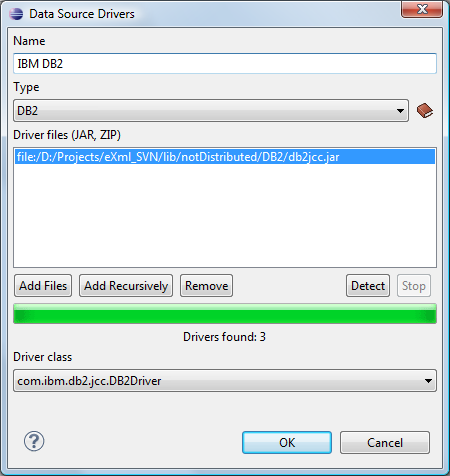 Data Source Drivers
Name
IBM DB2
Type
DB2
Driver files (JAR, ZIP)
file:/D:/Projects/eXml_SVN/lib/notDistributed/DB2/db2jcc.jar
Add Files Add Recursively Remove Detect Stop
Drivers found: 3
Driver class
com.ibm.db2.jcc.DB2Driver
? OK Cancel